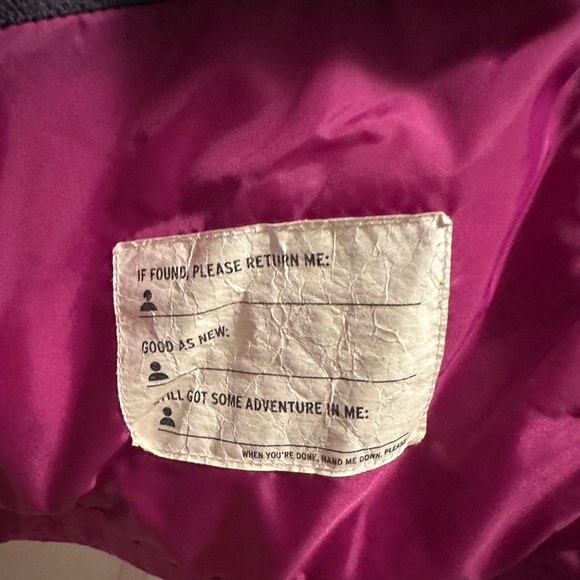 IF FOUND, PLEASE RETURN ME:
GOOD AS NEW:
GOT SOME ADVENTURE IN ME:
WHEN YOU'RE DONE, HAND ME DOWN, PLEASE